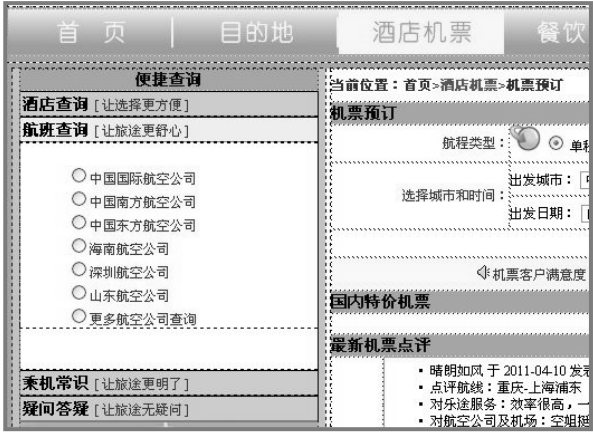 首页 目的地 酒店机票 餐饮
便捷查询
酒店查询 [让选择更方便]
航班查询 [让旅途更舒心]
中国国际航空公司
中国南方航空公司
中国东方航空公司
海南航空公司
深圳航空公司
山东航空公司
更多航空公司查询
乘机常识 [让旅途更明了]
疑问答疑 [让旅途无疑问]
当前位置：首页>酒店机票>机票预订
机票预订
航程类型：
选择城市和时间：
出发城市：
出发日期：
机票客户满意度
国内特价机票
最新机票点评
晴朗如风 于 2011-04-10 发表
点评航线：重庆-上海浦东
对乐途服务：效率很高，一
对航空公司及机场：空姐挺